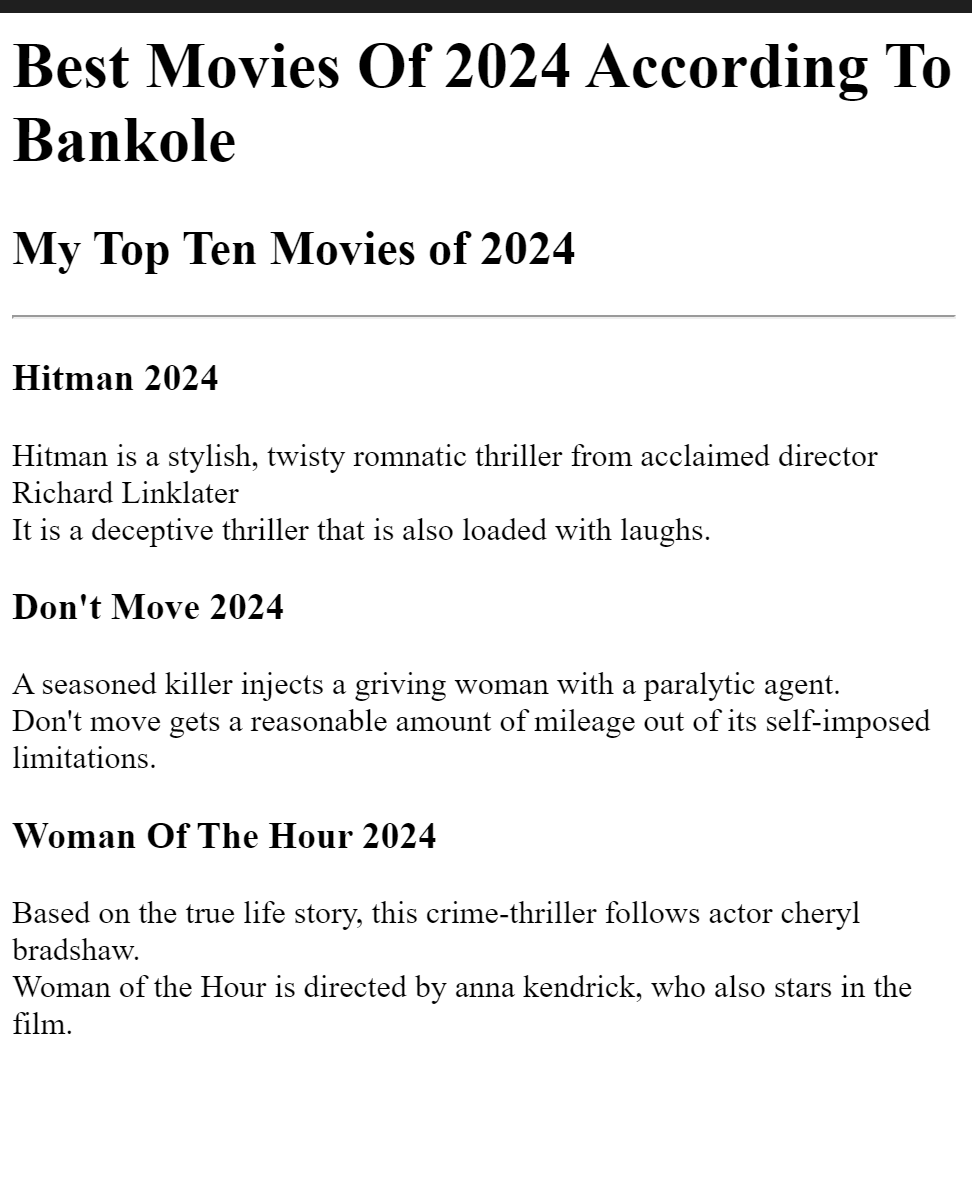 Best Movies Of 2024 According To
Bankole
My Top Ten Movies of 2024
Hitman 2024
Hitman is a stylish, twisty romnatic thriller from acclaimed director
Richard Linklater
It is a deceptive thriller that is also loaded with laughs.
Don't Move 2024
A seasoned killer injects a griving woman with a paralytic agent.
Don't move gets a reasonable amount of mileage out of its self-imposed
limitations.
Woman Of The Hour 2024
Based on the true life story, this crime-thriller follows actor cheryl
bradshaw.
Woman of the Hour is directed by anna kendrick, who also stars in the
film.